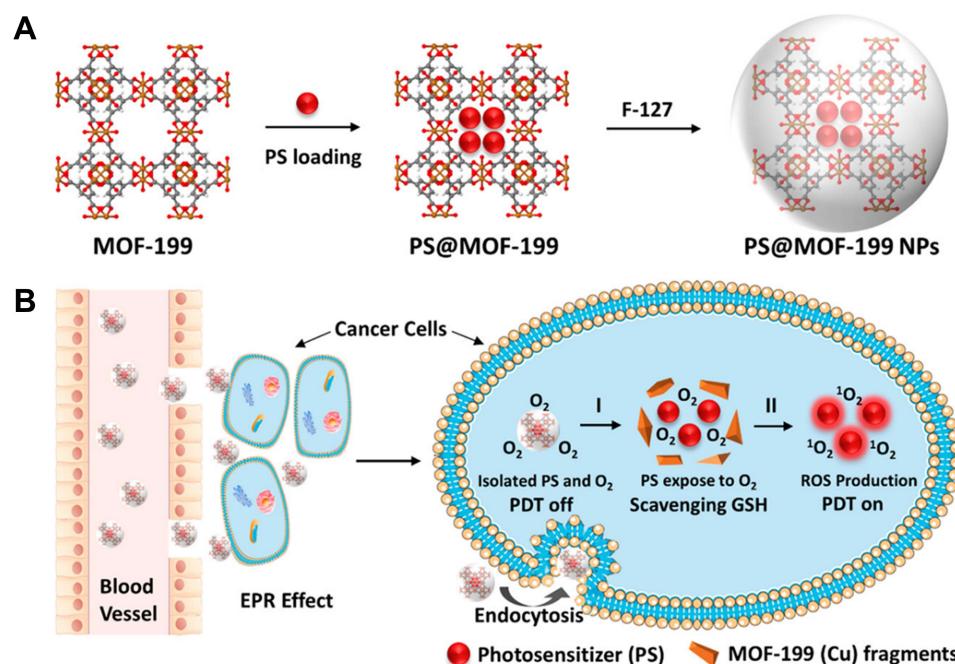 A
PS loading
F-127
MOF-199
PS@MOF-199
PS@MOF-199 NPs
B
Cancer Cells
Blood
Vessel
EPR Effect
O₂
O₂ O₂
I
O₂
O₂ O₂
II
¹O₂
¹O₂ ¹O₂
Isolated PS and O₂
PDT off
PS expose to O₂
Scavenging GSH
ROS Production
PDT on
Endocytosis
Photosensitizer (PS)
MOF-199 (Cu) fragments